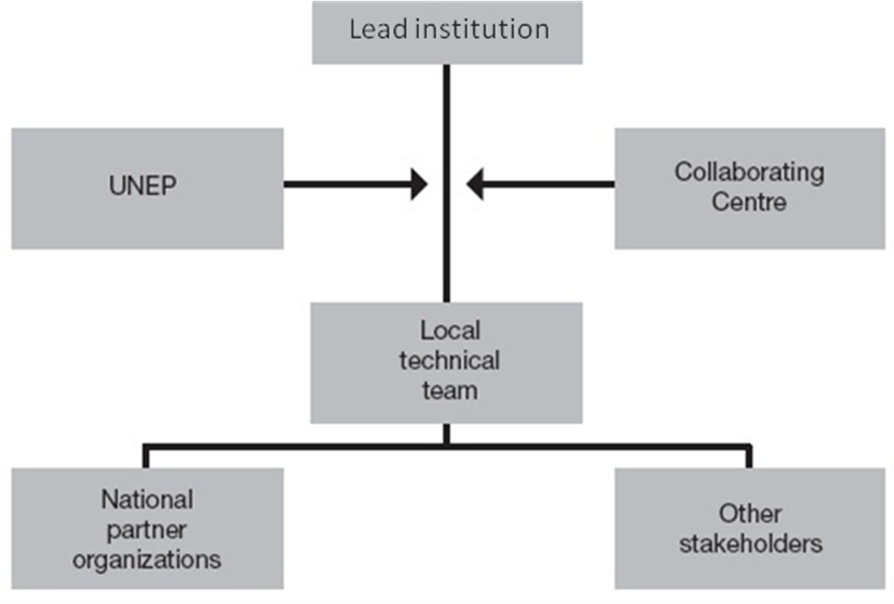 Lead institution
UNEP
Collaborating
Centre
Local
technical
team
National
partner
organizations
Other
stakeholders